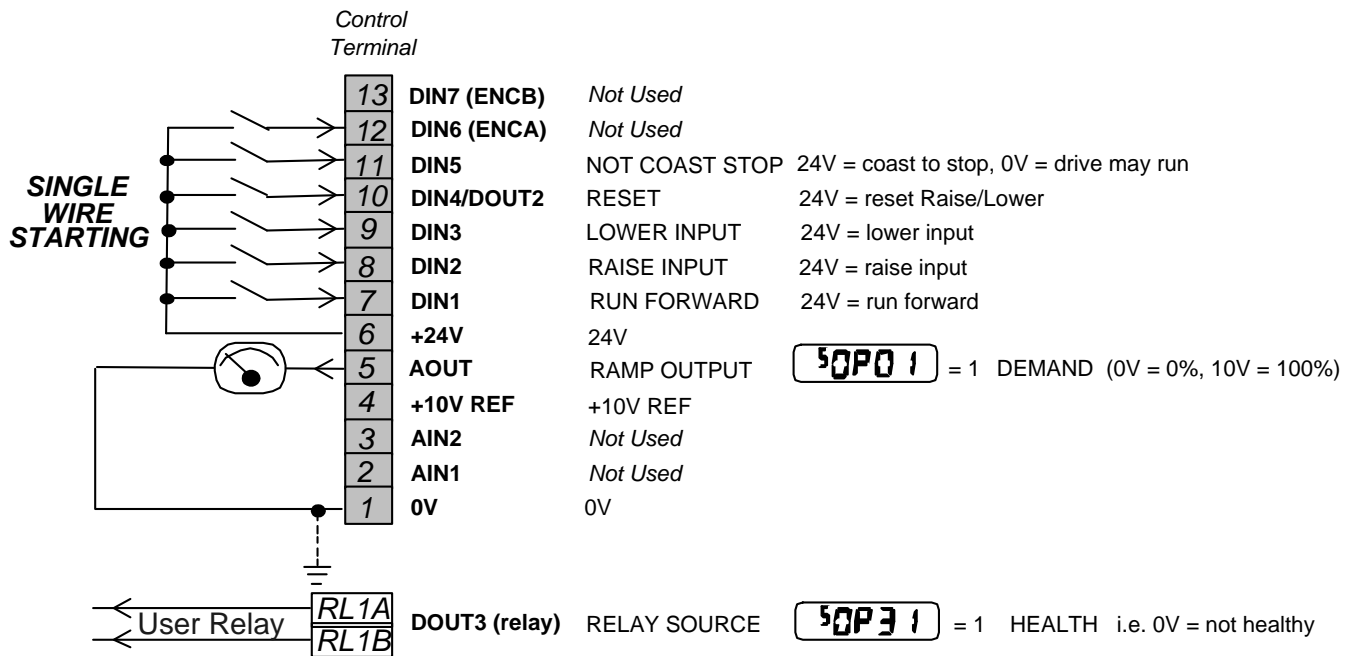 Control
Terminal
13 DIN7 (ENCB) Not Used
12 DIN6 (ENCA) Not Used
11 DIN5 NOT COAST STOP 24V = coast to stop, 0V = drive may run
SINGLE
WIRE
STARTING
10 DIN4/DOUT2 RESET 24V = reset Raise/Lower
9 DIN3 LOWER INPUT 24V = lower input
8 DIN2 RAISE INPUT 24V = raise input
7 DIN1 RUN FORWARD 24V = run forward
6 +24V 24V
5 AOUT RAMP OUTPUT SOP01 = 1 DEMAND (0V = 0%, 10V = 100%)
4 +10V REF +10V REF
3 AIN2 Not Used
2 AIN1 Not Used
1 0V 0V
User Relay RL1A
RL1B
DOUT3 (relay) RELAY SOURCE SOP31 = 1 HEALTH i.e. 0V = not healthy